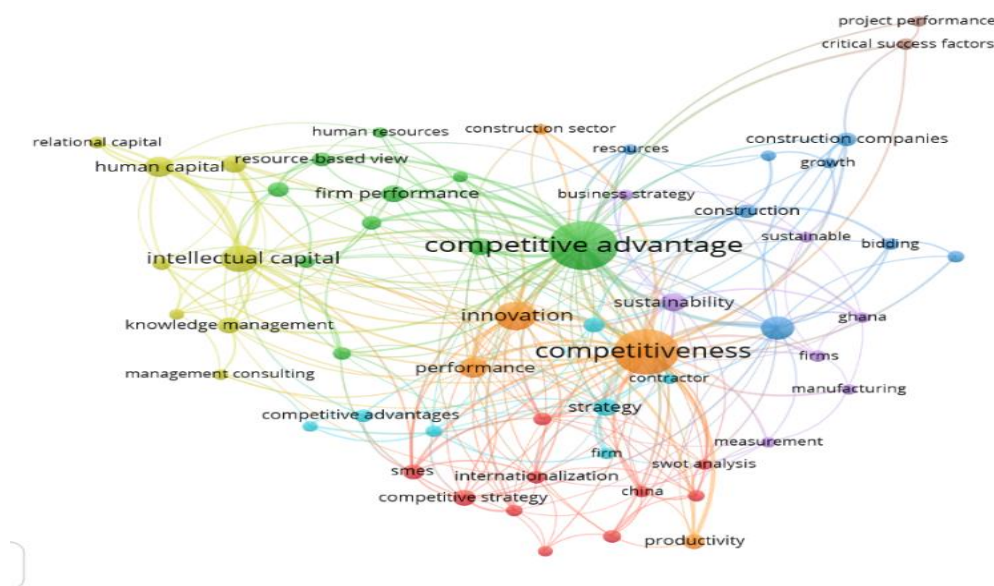 project performance
critical success factors
human resources
construction sector
relational capital
resources
construction companies
human capital
resource-based view
growth
firm performance
business strategy
construction
competitive advantage
sustainable
bidding
intellectual capital
sustainability
innovation
ghana
knowledge management
competitiveness
firms
performance
management consulting
contractor
manufacturing
competitive advantages
strategy
measurement
firm
smes
internationalization
swot analysis
competitive strategy
china
productivity